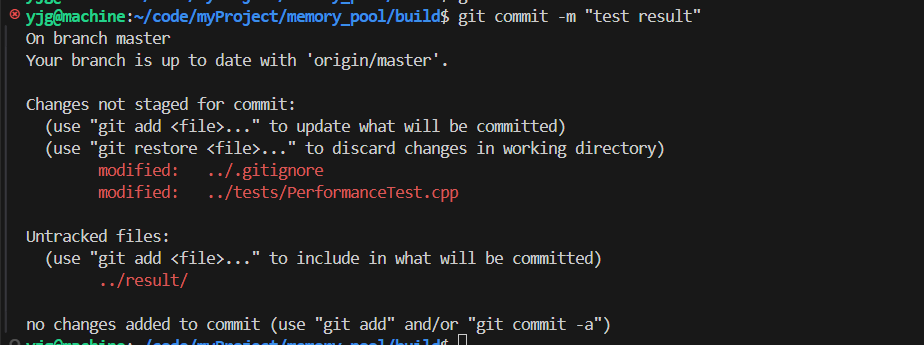 yjg@machine:~/code/myProject/memory_pool/build$ git commit -m "test result"
On branch master
Your branch is up to date with 'origin/master'.
Changes not staged for commit:
(use "git add <file>..." to update what will be committed)
(use "git restore <file>..." to discard changes in working directory)
modified: ../.gitignore
modified: ../tests/PerformanceTest.cpp
Untracked files:
(use "git add <file>..." to include in what will be committed)
../result/
no changes added to commit (use "git add" and/or "git commit -a")
yjg@machine:~/code/myProject/memory_pool/build$